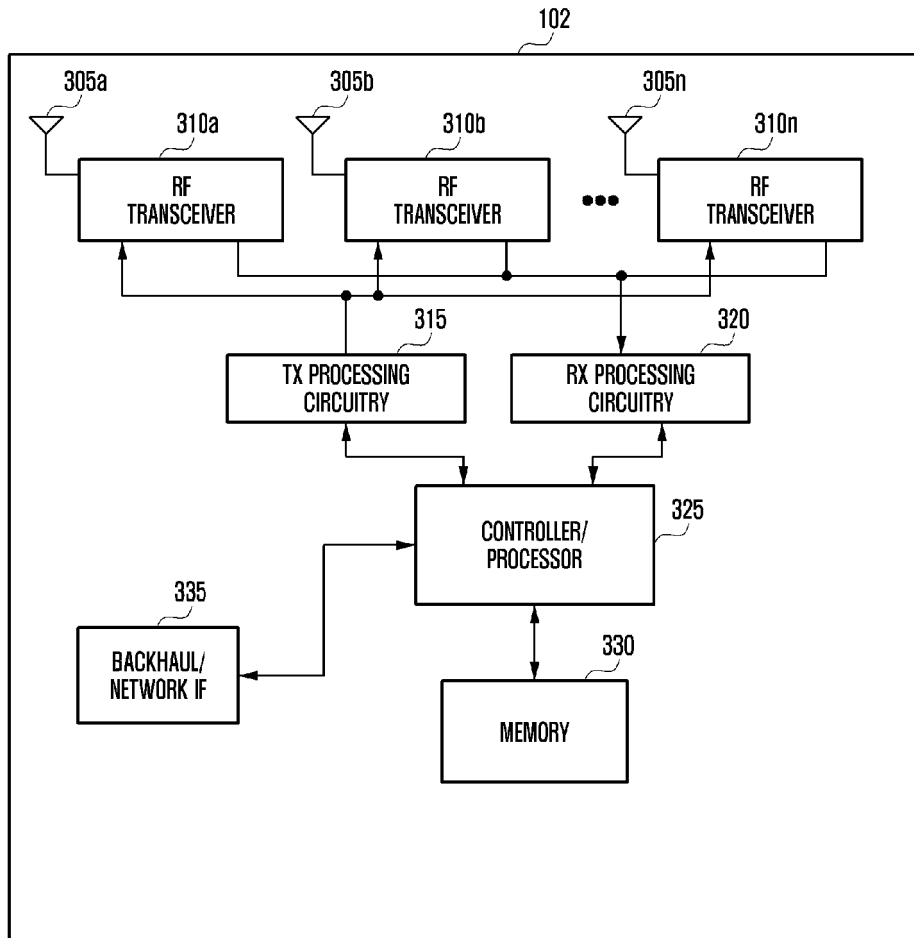 102
305a
305b
305n
310a
310b
310n
RF
TRANSCEIVER
RF
TRANSCEIVER
RF
TRANSCEIVER
315
320
TX PROCESSING
CIRCUITRY
RX PROCESSING
CIRCUITRY
325
CONTROLLER/
PROCESSOR
335
BACKHAUL/
NETWORK IF
330
MEMORY